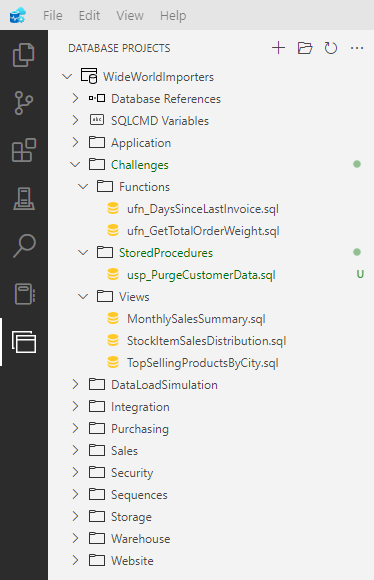 File Edit View Help
DATABASE PROJECTS
WideWorldImporters
Database References
abc SQLCMD Variables
Application
Challenges
Functions
ufn_DaysSinceLastInvoice.sql
ufn_GetTotalOrderWeight.sql
StoredProcedures
usp_PurgeCustomerData.sql U
Views
MonthlySalesSummary.sql
StockItemSalesDistribution.sql
TopSellingProductsByCity.sql
DataLoadSimulation
Integration
Purchasing
Sales
Security
Sequences
Storage
Warehouse
Website